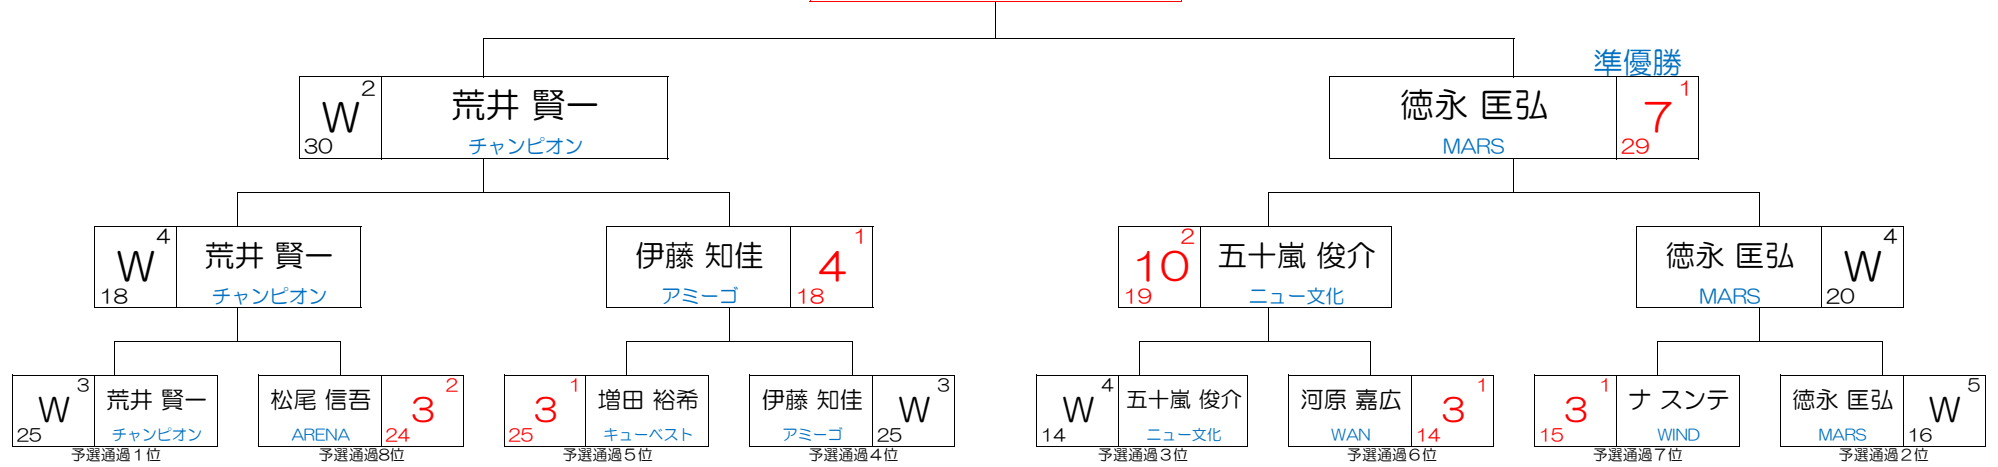 準優勝
2
W
30
荒井 賢一
チャンピオン
徳永 匡弘
MARS
1
7
29
4
W
18
荒井 賢一
チャンピオン
伊藤 知佳
アミーゴ
1
4
18
2
10
19
五十嵐 俊介
ニュー文化
徳永 匡弘
MARS
4
W
20
3
W
25
荒井 賢一
チャンピオン
予選通過1位
松尾 信吾
ARENA
2
3
24
予選通過8位
1
3
25
増田 裕希
キューベスト
予選通過5位
伊藤 知佳
アミーゴ
3
W
25
予選通過4位
4
W
14
五十嵐 俊介
ニュー文化
予選通過3位
河原 嘉広
WAN
1
3
14
予選通過6位
1
3
15
ナ スンテ
WIND
予選通過7位
徳永 匡弘
MARS
5
W
16
予選通過2位